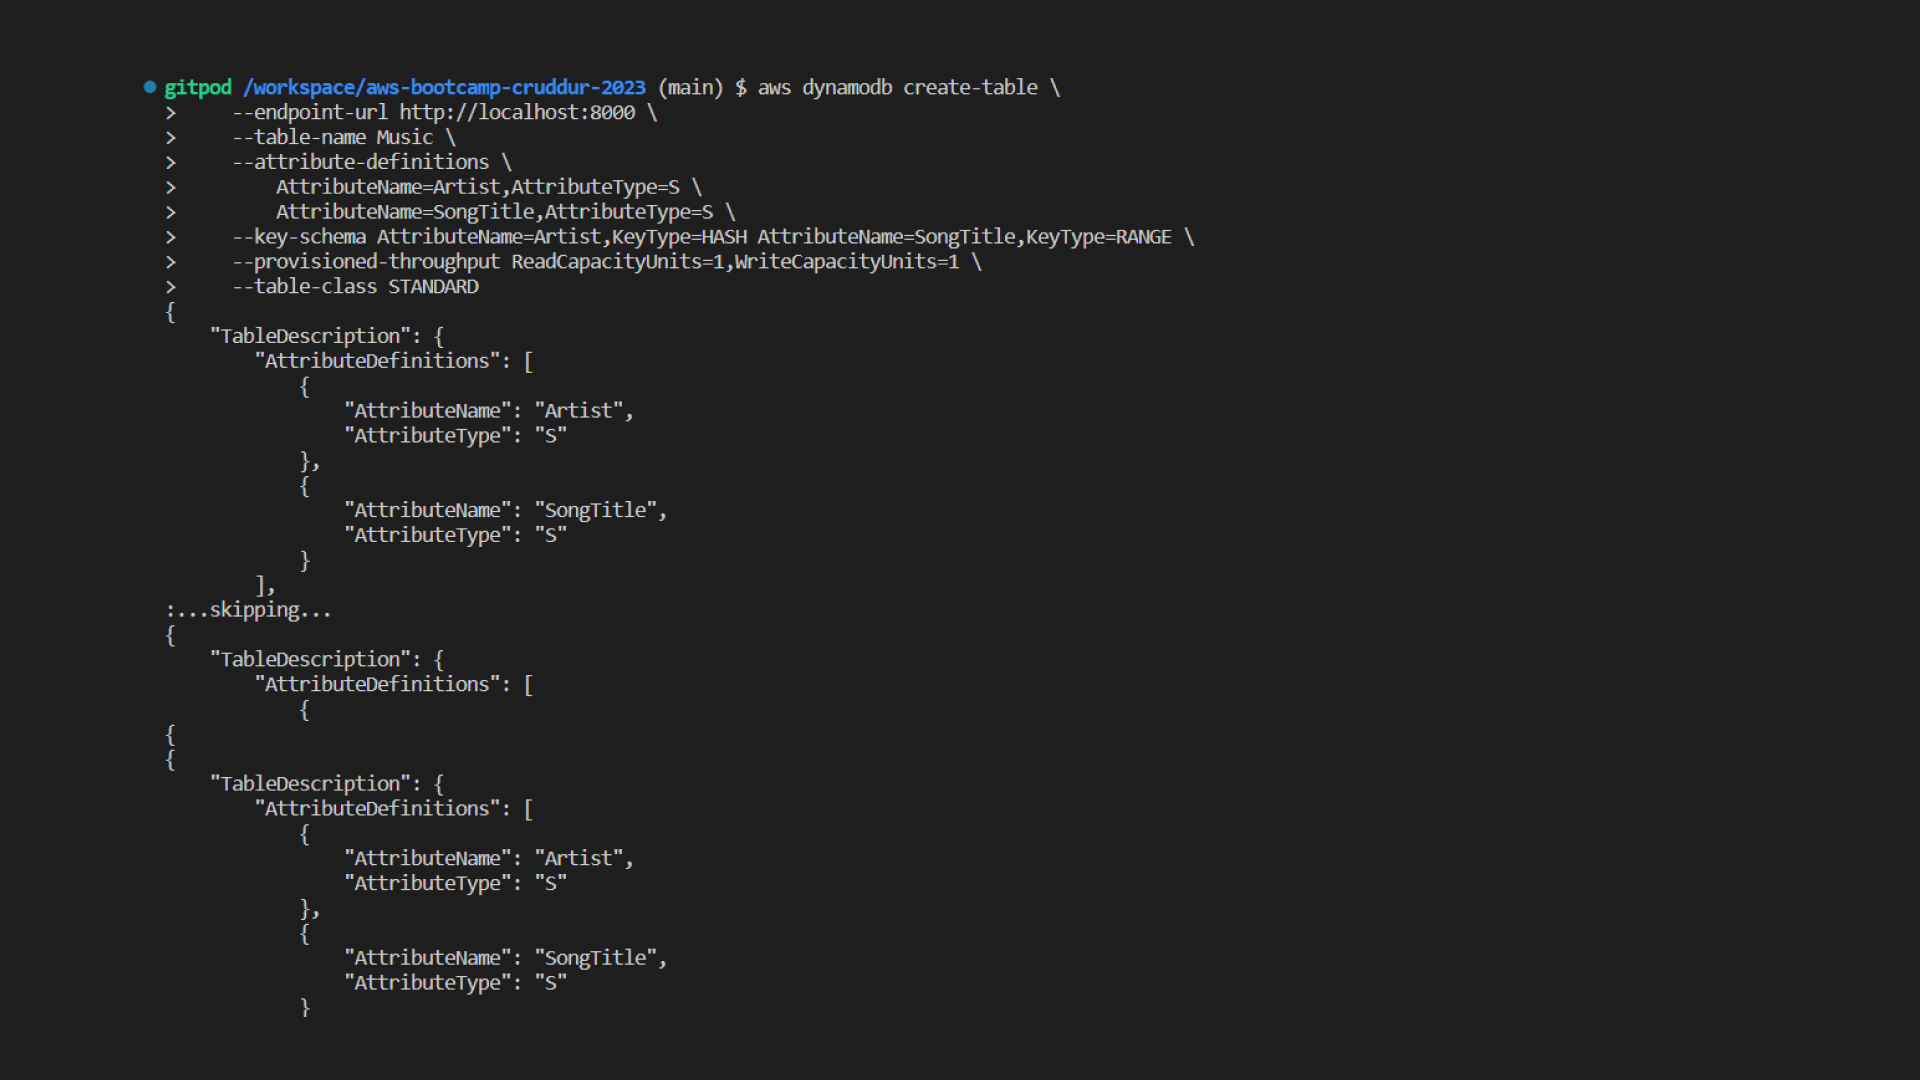 gitpod /workspace/aws-bootcamp-cruddur-2023 (main) $ aws dynamodb create-table \
>     --endpoint-url http://localhost:8000 \
>     --table-name Music \
>     --attribute-definitions \
>         AttributeName=Artist,AttributeType=S \
>         AttributeName=SongTitle,AttributeType=S \
>     --key-schema AttributeName=Artist,KeyType=HASH AttributeName=SongTitle,KeyType=RANGE \
>     --provisioned-throughput ReadCapacityUnits=1,WriteCapacityUnits=1 \
>     --table-class STANDARD
{
    "TableDescription": {
        "AttributeDefinitions": [
            {
                "AttributeName": "Artist",
                "AttributeType": "S"
            },
            {
                "AttributeName": "SongTitle",
                "AttributeType": "S"
            }
        ],
:...skipping...
{
    "TableDescription": {
        "AttributeDefinitions": [
            {
{
{
    "TableDescription": {
        "AttributeDefinitions": [
            {
                "AttributeName": "Artist",
                "AttributeType": "S"
            },
            {
                "AttributeName": "SongTitle",
                "AttributeType": "S"
            }